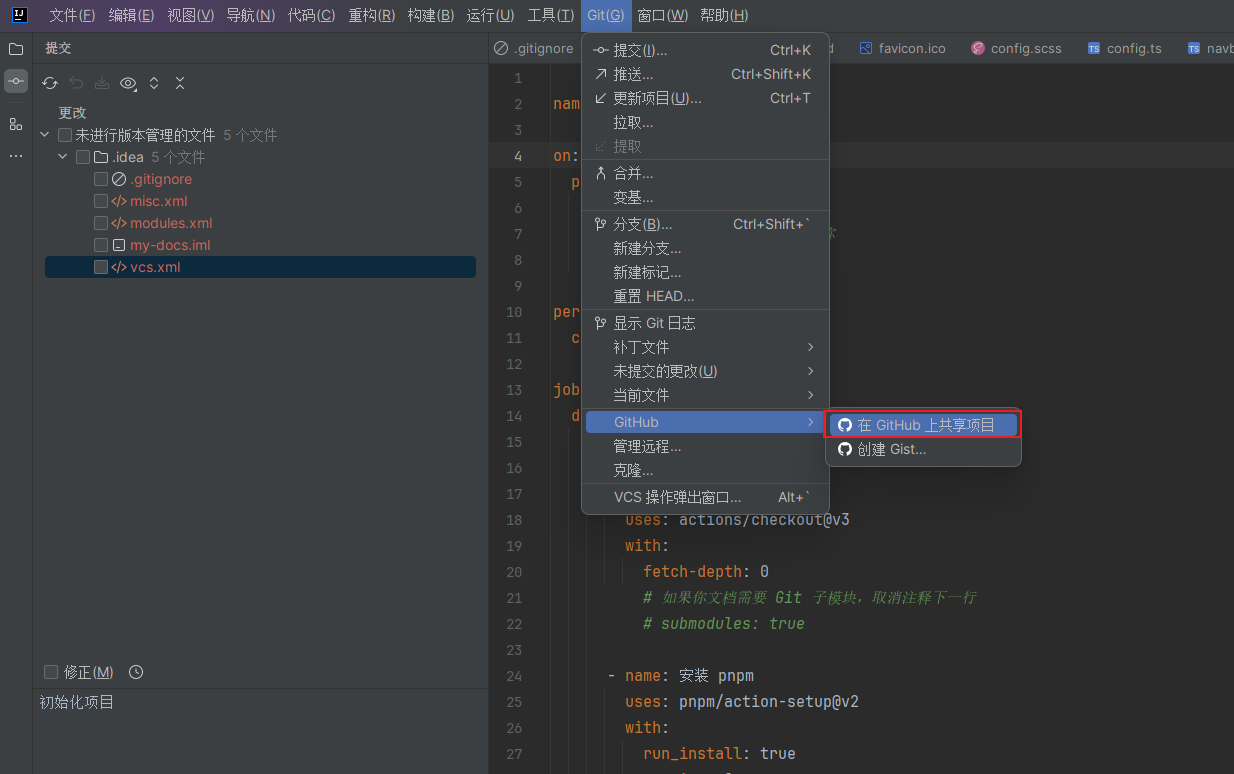 IJ 文件(F) 编辑(E) 视图(V) 导航(N) 代码(C) 重构(R) 构建(B) 运行(U) 工具(T) Git(G) 窗口(W) 帮助(H)
提交
更改
未进行版本管理的文件 5 个文件
.idea 5 个文件
.gitignore
misc.xml
modules.xml
my-docs.iml
vcs.xml
修正(M)
初始化项目
.gitignore
favicon.ico
config.scss
TS config.ts
TS navb
提交(I)... Ctrl+K
推送... Ctrl+Shift+K
更新项目(U)... Ctrl+T
拉取...
提取
合并...
变基...
分支(B)... Ctrl+Shift+`
新建分支...
新建标记...
重置 HEAD...
显示 Git 日志
补丁文件
未提交的更改(U)
当前文件
GitHub
管理远程...
克隆...
VCS 操作弹出窗口... Alt+`
在 GitHub 上共享项目
创建 Gist...
1
2 nam
3
4 on:
5 p
6
7
8
9
10 per
11 c
12
13 job
14 d
15
16
17
18 uses: actions/checkout@v3
19 with:
20 fetch-depth: 0
21 # 如果你文档需要 Git 子模块，取消注释下一行
22 # submodules: true
23
24 - name: 安装 pnpm
25 uses: pnpm/action-setup@v2
26 with:
27 run_install: true